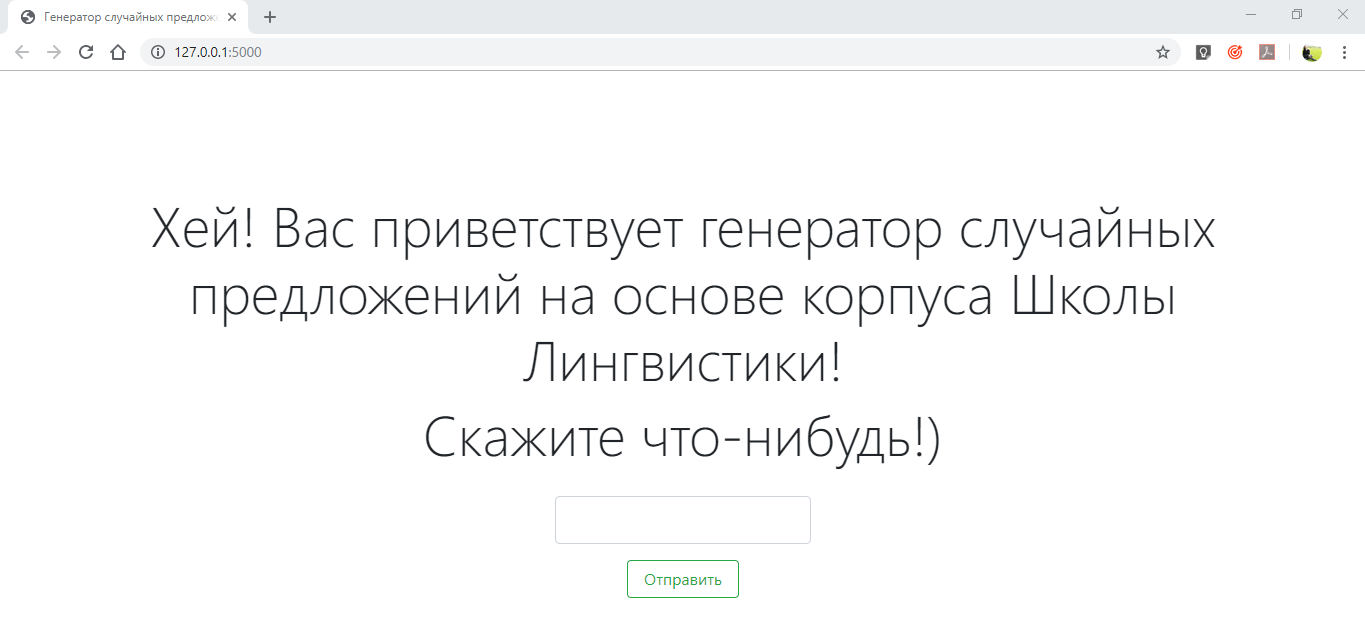 Генератор случайных предлож
127.0.0.1:5000
Хей! Вас приветствует генератор случайных
предложений на основе корпуса Школы
Лингвистики!
Скажите что-нибудь!)
Отправить